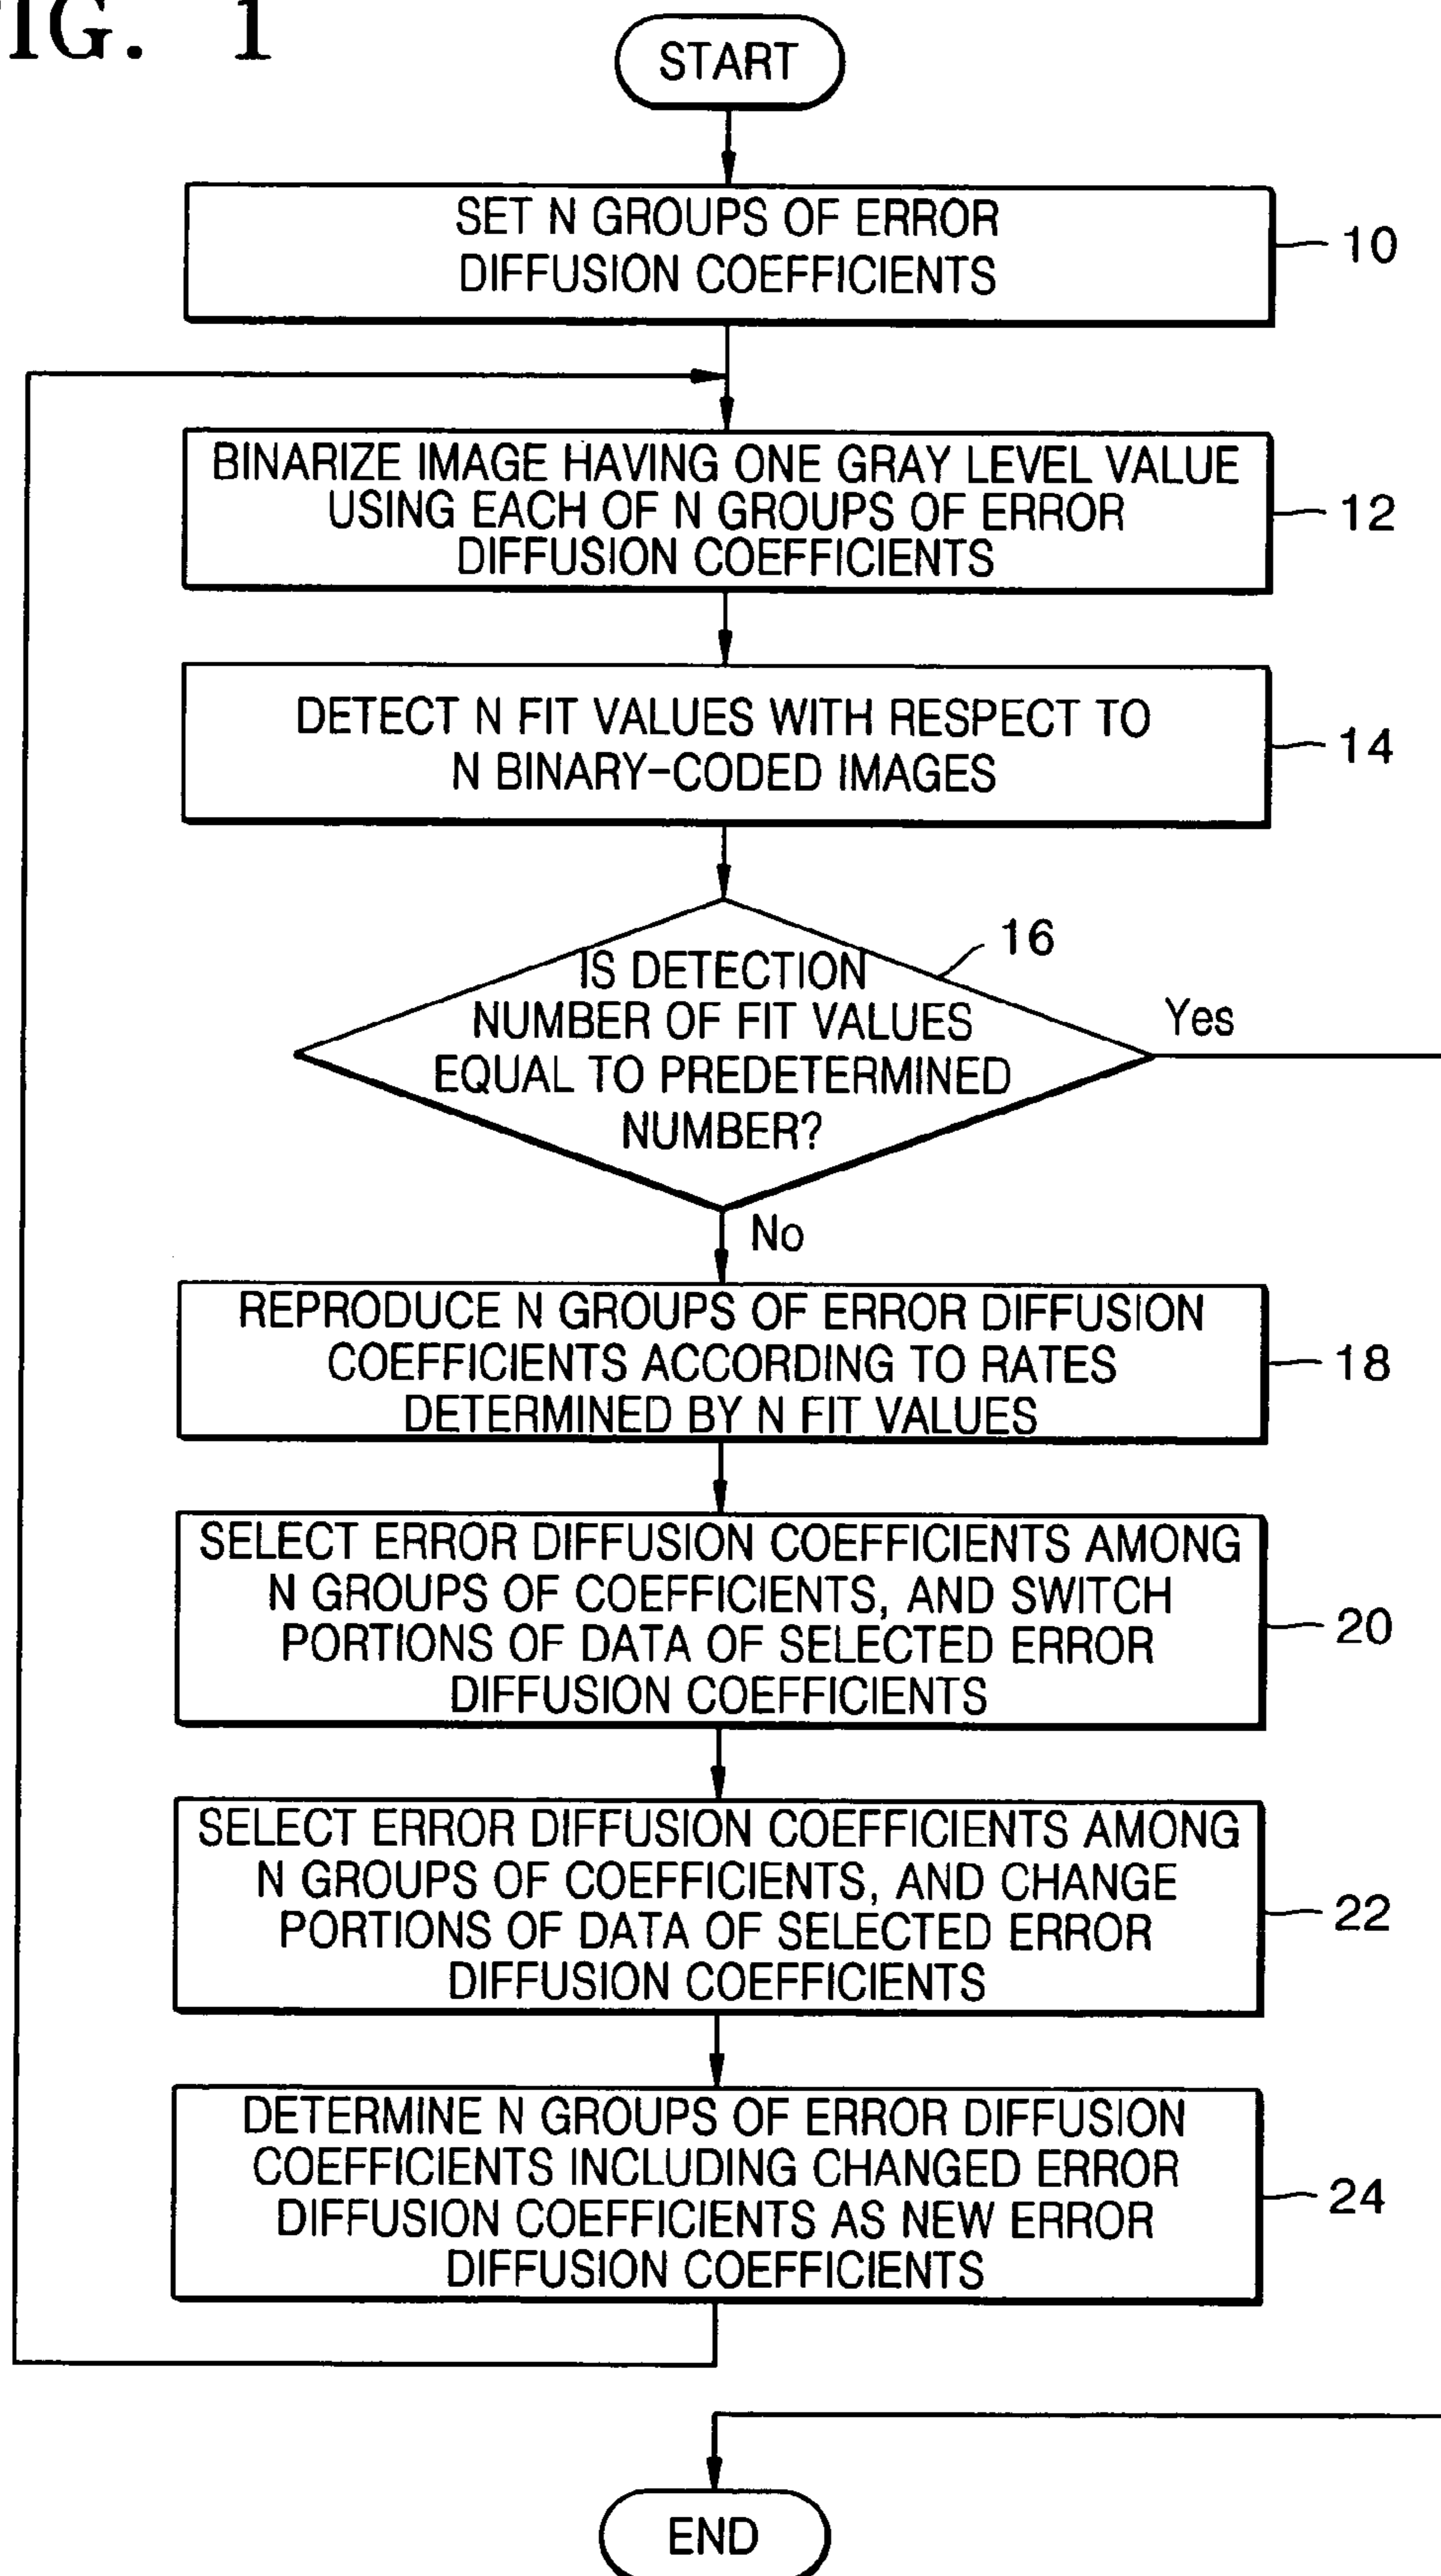 FIG. 1
START
SET N GROUPS OF ERROR
DIFFUSION COEFFICIENTS
10
BINARIZE IMAGE HAVING ONE GRAY LEVEL VALUE
USING EACH OF N GROUPS OF ERROR
DIFFUSION COEFFICIENTS
12
DETECT N FIT VALUES WITH RESPECT TO
N BINARY-CODED IMAGES
14
16
IS DETECTION
NUMBER OF FIT VALUES
EQUAL TO PREDETERMINED
NUMBER?
Yes
No
REPRODUCE N GROUPS OF ERROR DIFFUSION
COEFFICIENTS ACCORDING TO RATES
DETERMINED BY N FIT VALUES
18
SELECT ERROR DIFFUSION COEFFICIENTS AMONG
N GROUPS OF COEFFICIENTS, AND SWITCH
PORTIONS OF DATA OF SELECTED ERROR
DIFFUSION COEFFICIENTS
20
SELECT ERROR DIFFUSION COEFFICIENTS AMONG
N GROUPS OF COEFFICIENTS, AND CHANGE
PORTIONS OF DATA OF SELECTED ERROR
DIFFUSION COEFFICIENTS
22
DETERMINE N GROUPS OF ERROR DIFFUSION
COEFFICIENTS INCLUDING CHANGED ERROR
DIFFUSION COEFFICIENTS AS NEW ERROR
DIFFUSION COEFFICIENTS
24
END